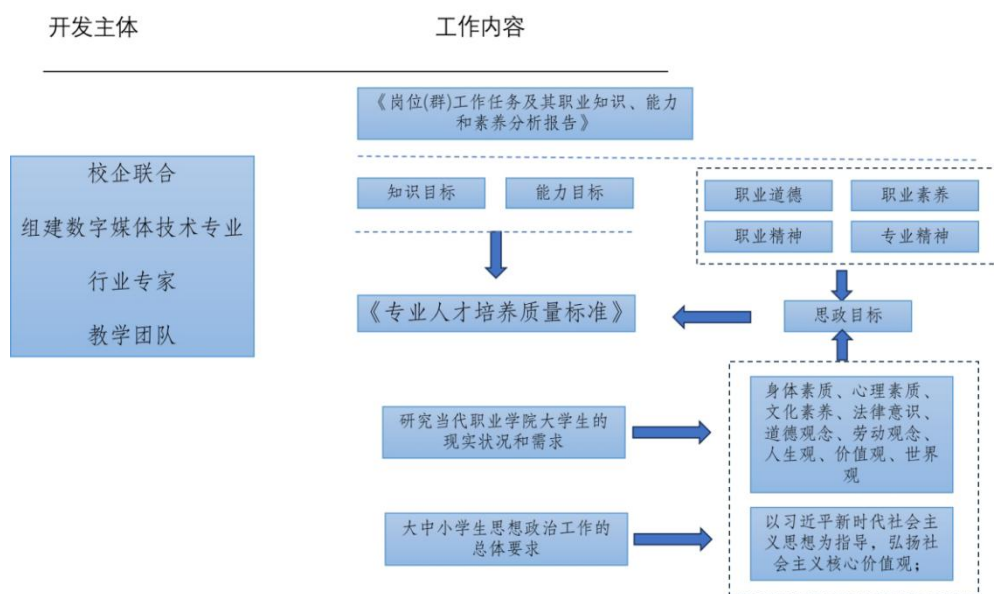 开发主体
工作内容
《岗位(群)工作任务及其职业知识、能力
和素养分析报告》
校企联合
组建数字媒体技术专业
行业专家
教学团队
知识目标
能力目标
职业道德
职业素养
职业精神
专业精神
《专业人才培养质量标准》
思政目标
研究当代职业学院大学生的
现实状况和需求
身体素质、心理素质、
文化素养、法律意识、
道德观念、劳动观念、
人生观、价值观、世界
观
大中小学生思想政治工作的
总体要求
以习近平新时代社会主
义思想为指导，弘扬社
会主义核心价值观；